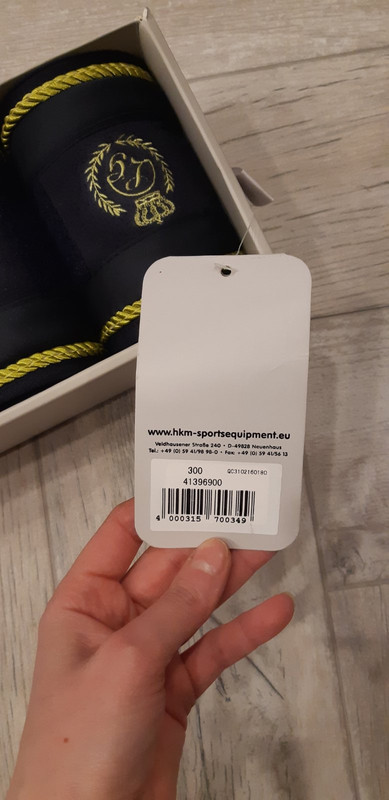 www.hkm-sportsequipment.eu
Veldhausener Straße 240 • D-49828 Neuenhaus
Tel.: +49 (0) 59 41/98 98-0 • Fax: +49 (0) 59 41/56 13
300 QC1102160180
41396900
4 000315 700349